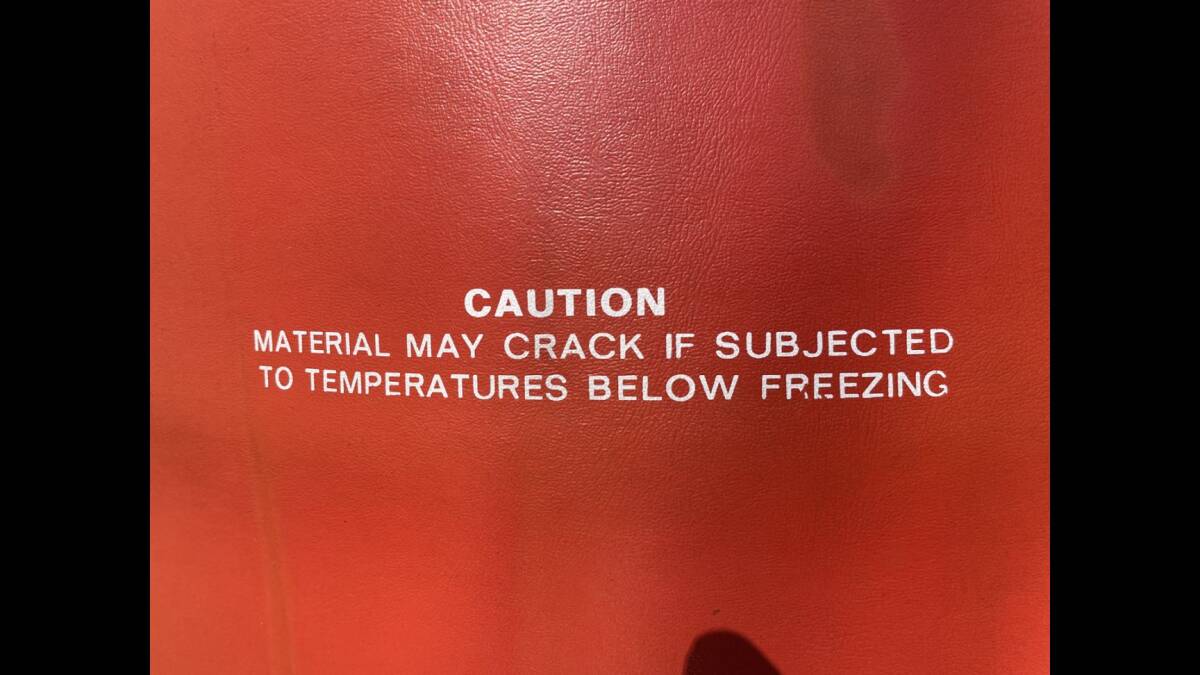 CAUTION
MATERIAL MAY CRACK IF SUBJECTED
TO TEMPERATURES BELOW FREEZING